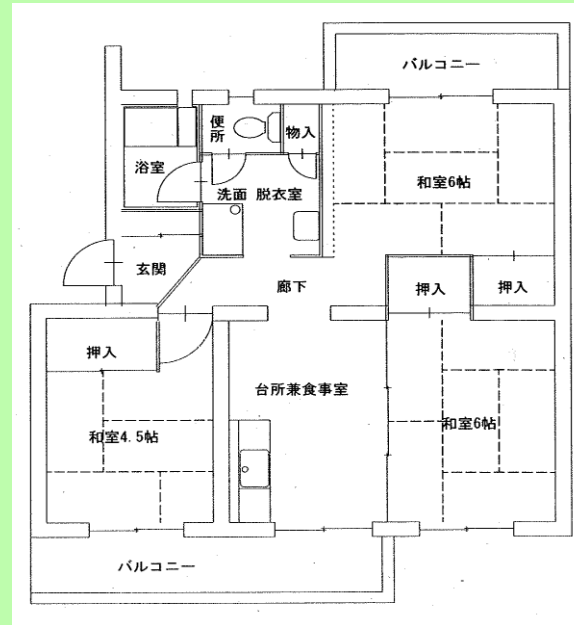 バルコニー
便所
物入
浴室
洗面 脱衣室
和室6帖
玄関
廊下
押入
押入
押入
台所兼食事室
和室4.5帖
和室6帖
バルコニー